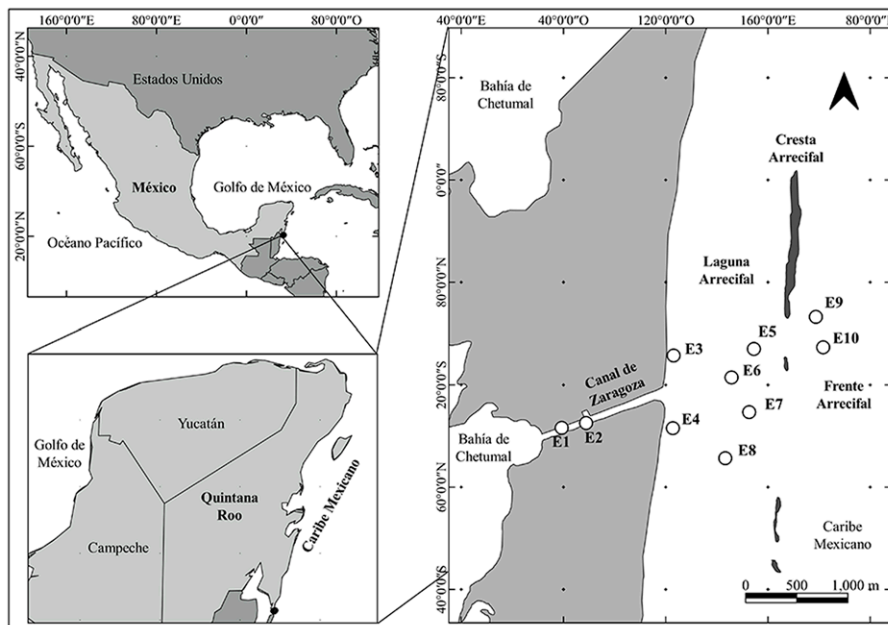 160°0'0"E
0°0'0"
160°0'0"E
40°0'0"N
60°0'0"S
20°0'0"N
Estados Unidos
México
Golfo de México
Océano Pacífico
Yucatán
Golfo de
México
Quintana
Roo
Campeche
Caribe Mexicano
40°0'0"E
40°0'0"E
120°0'0"E
160°0'0"E
80°0'0"E
80°0'0"N
0°0'0"
80°0'0"N
20°0'0"S
60°0'0"N
40°0'0"S
Bahía de
Chetumal
Cresta
Arrecifal
Laguna
Arrecifal
E9
E3
E5
E10
E6
Canal de
Zaragoza
Frente
Arrecifal
E7
E4
Bahía de
Chetumal
E1
E2
E8
Caribe
Mexicano
0
500
1,000 m